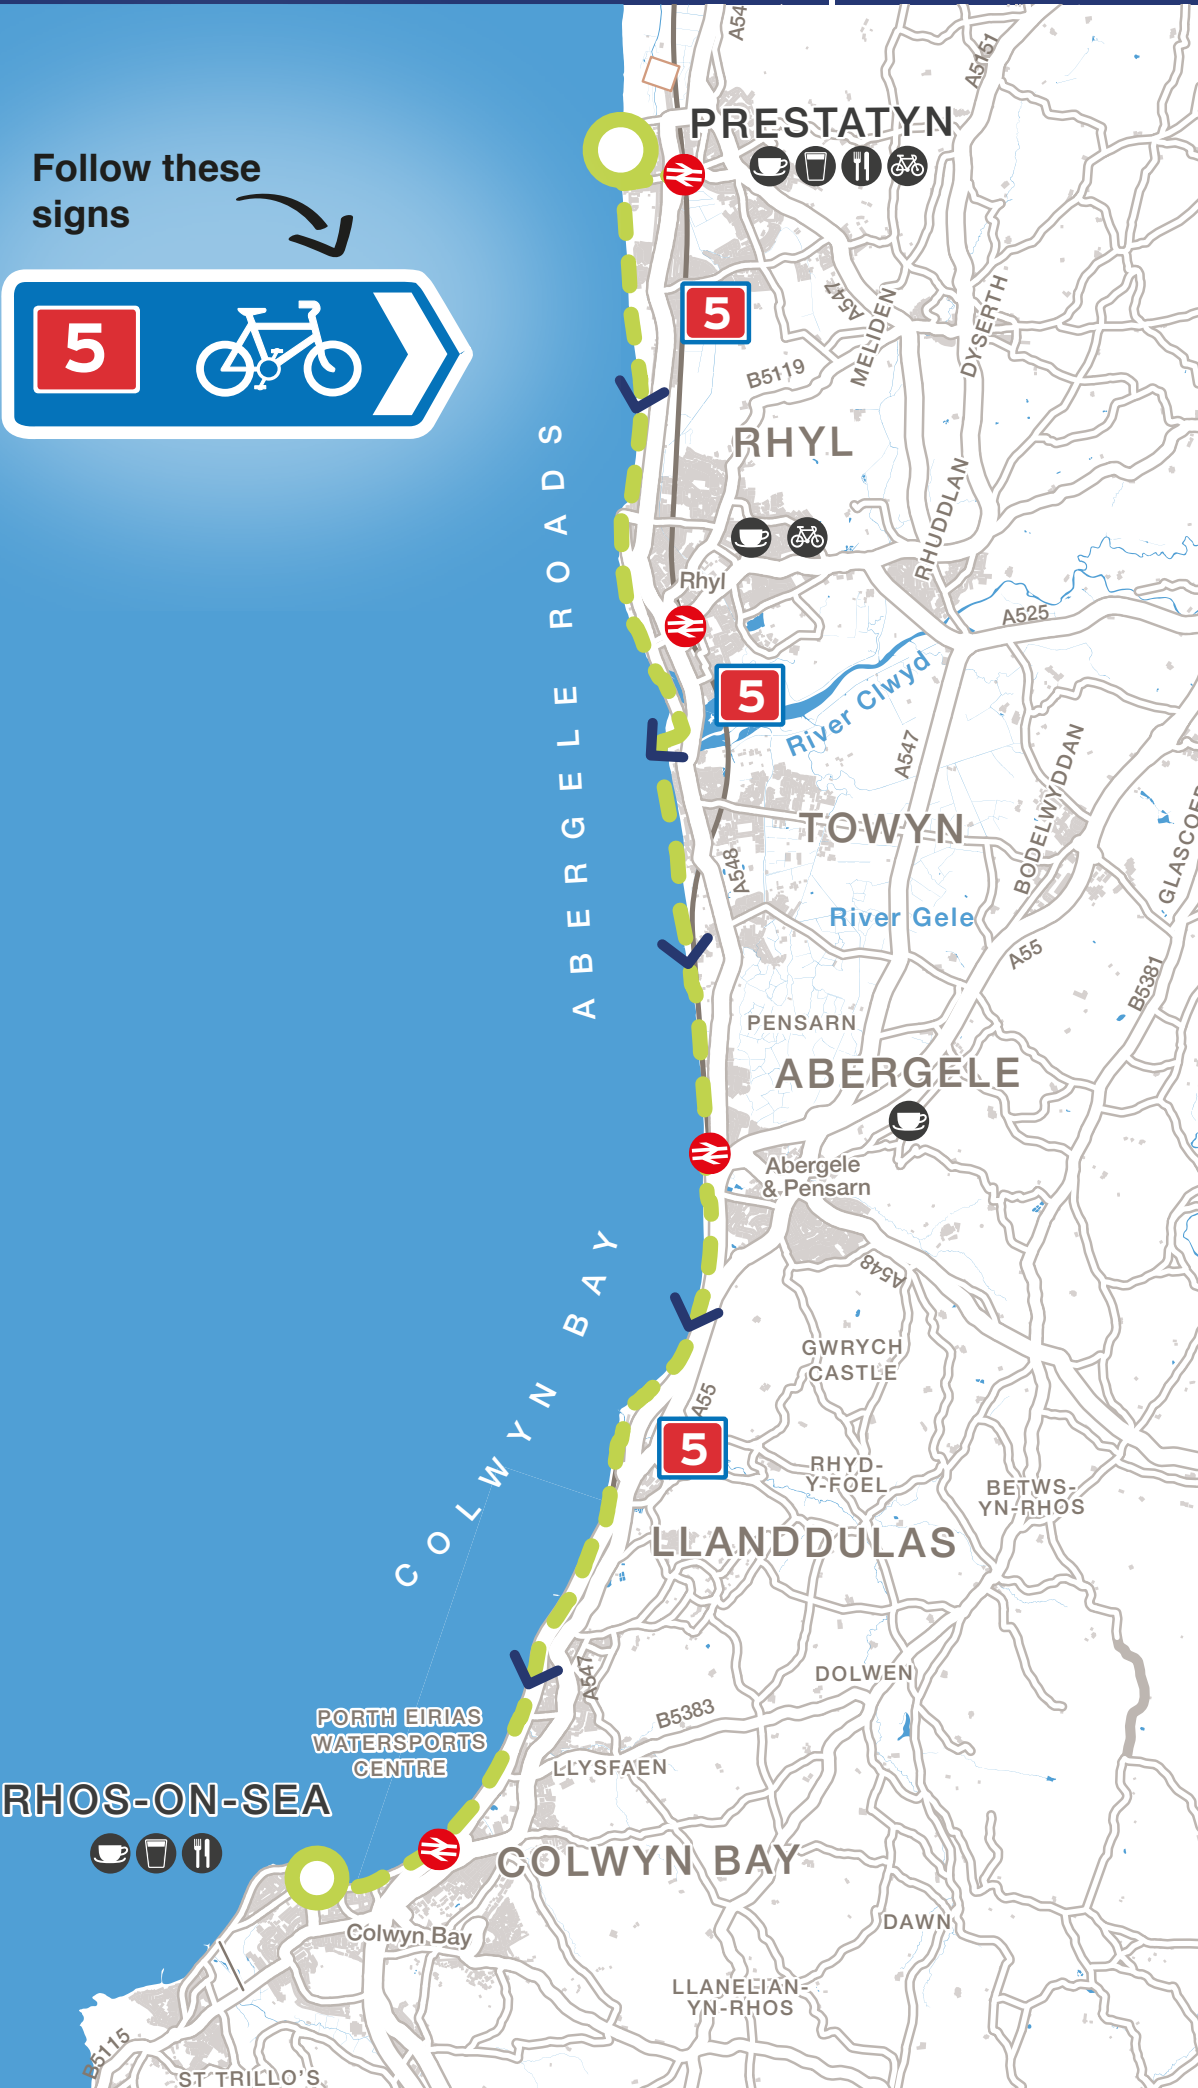 A54
A5151
PRESTATYN
Follow these
signs
5
5
A547
MELIDEN
DYSERTH
B5119
RHYL
RHUDDLAN
Rhyl
A525
5
River Clwyd
A547
ABERGELE ROADS
BODELWYDDAN
TOWYN
A548
River Gele
A55
B5381
PENSARN
ABERGELE
Abergele
& Pensarn
A548
COLWYN BAY
GWRYCH
CASTLE
A55
5
RHYD-
Y-FOEL
BETWS-
YN-RHOS
LLANDDULAS
A547
DOLWEN
B5383
PORTH EIRIAS
WATERSPORTS
CENTRE
LLYSFAEN
RHOS-ON-SEA
COLWYN BAY
Colwyn Bay
DAWN
LLANELIAN-
YN-RHOS
B5115
ST TRILLO'S